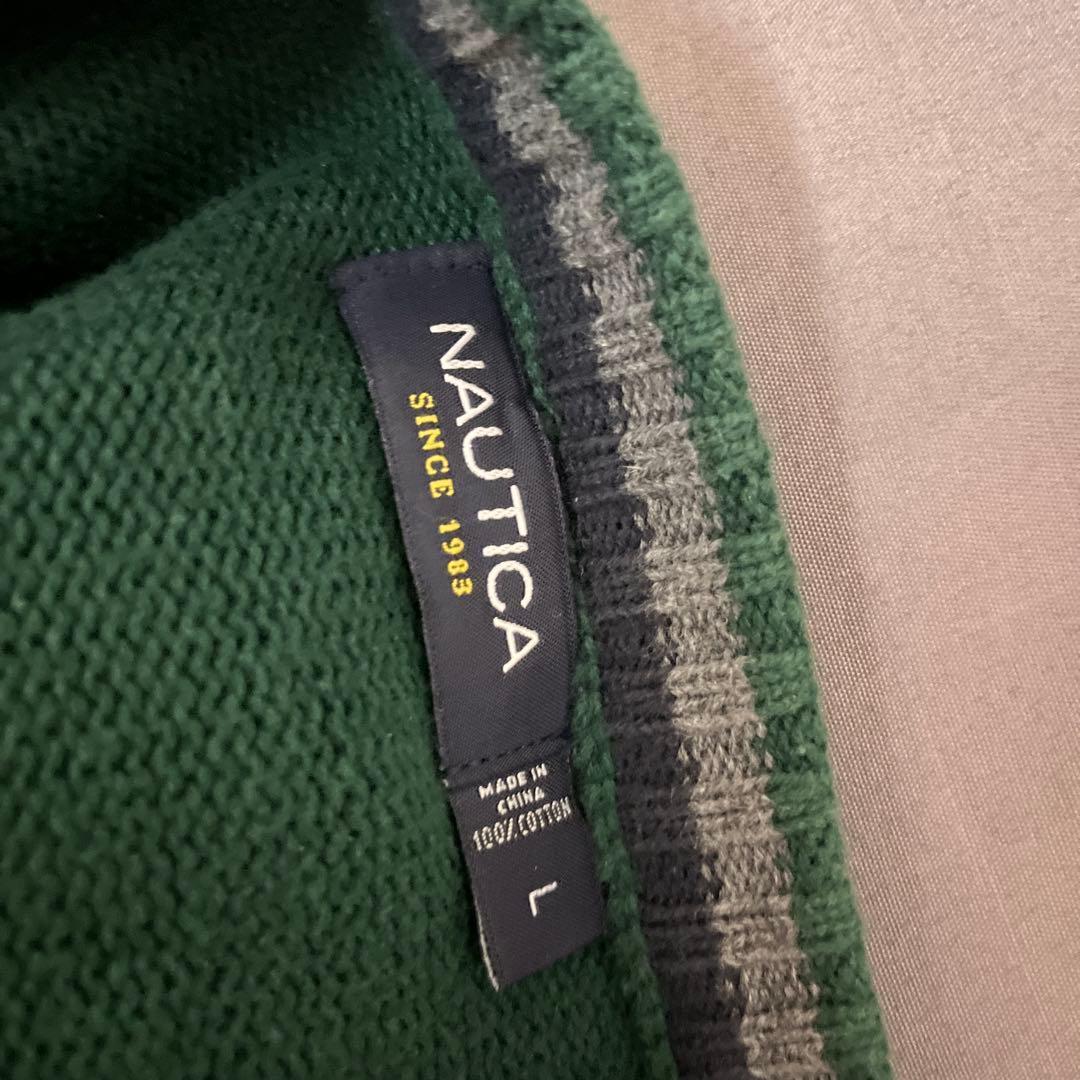 NAUTICA
SINCE 1983
MADE IN
CHINA
100% COTTON
L